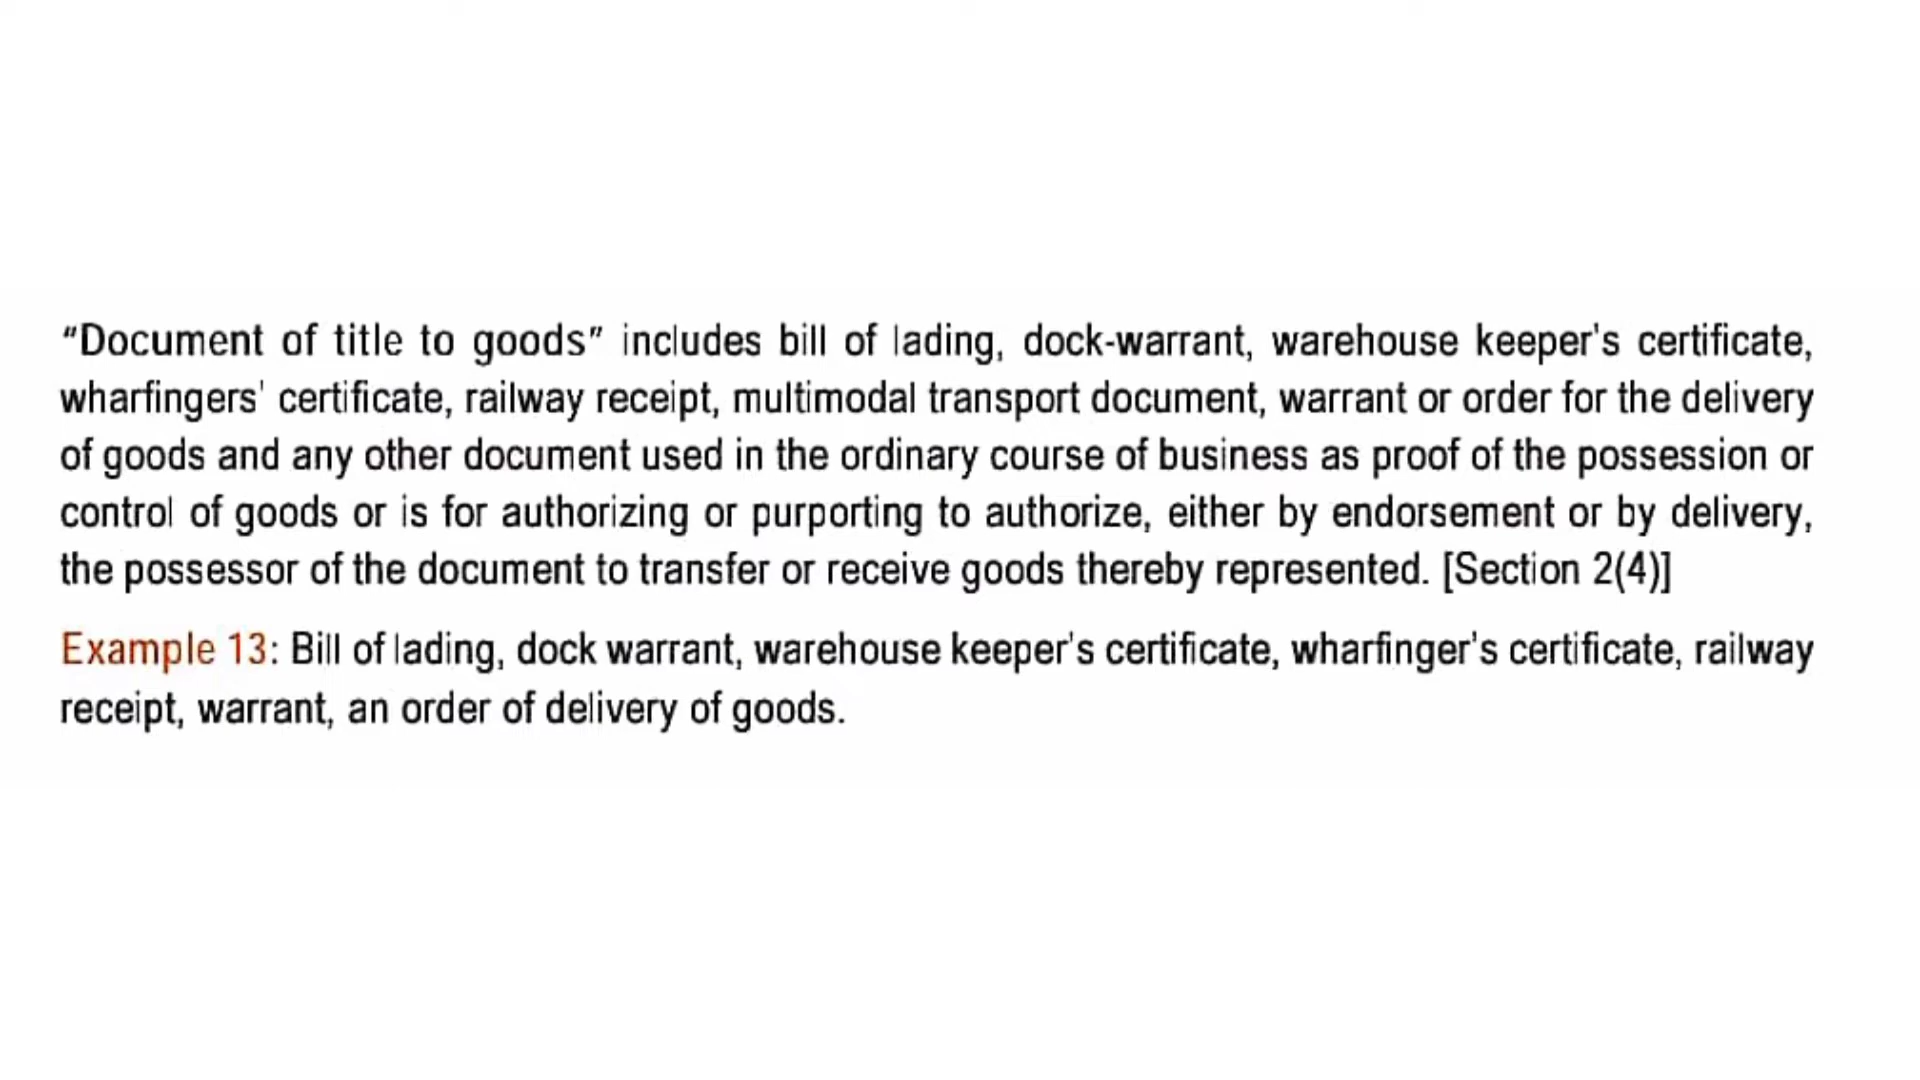 "Document of title to goods" includes bill of lading, dock-warrant, warehouse keeper's certificate,
wharfingers' certificate, railway receipt, multimodal transport document, warrant or order for the delivery
of goods and any other document used in the ordinary course of business as proof of the possession or
control of goods or is for authorizing or purporting to authorize, either by endorsement or by delivery,
the possessor of the document to transfer or receive goods thereby represented. [Section 2(4)]
Example 13: Bill of lading, dock warrant, warehouse keeper's certificate, wharfinger's certificate, railway
receipt, warrant, an order of delivery of goods.